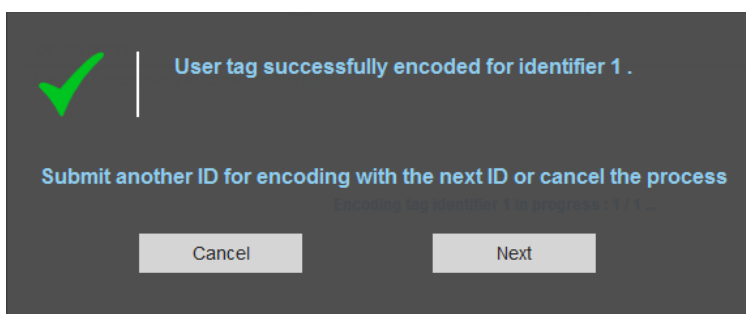 User tag successfully encoded for identifier 1 .
Submit another ID for encoding with the next ID or cancel the process
Encoding tag identifier 1 in progress : 1 / 1 ...
Cancel Next